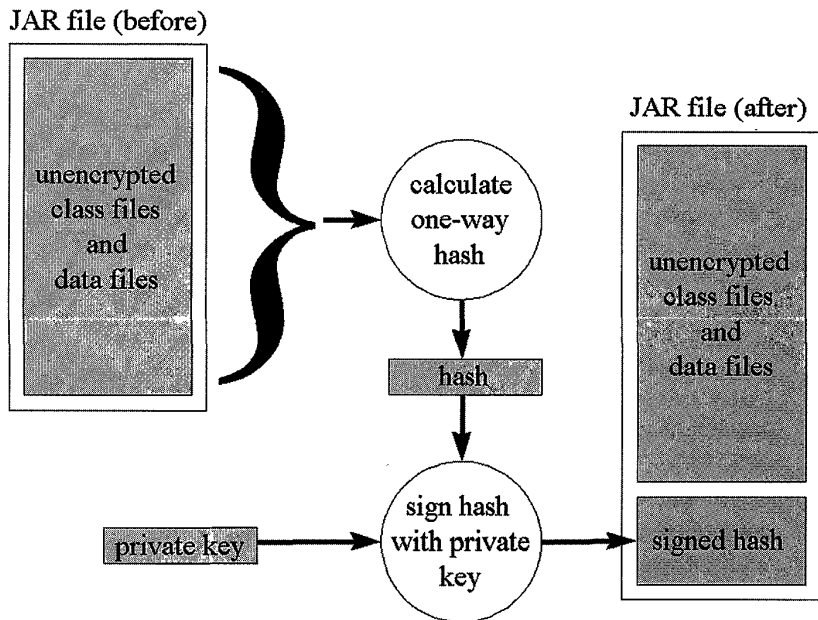 JAR file (before)
unencrypted
class files
and
data files
calculate
one-way
hash
hash
private key
sign hash
with private
key
JAR file (after)
unencrypted
class files
and
data files
signed hash